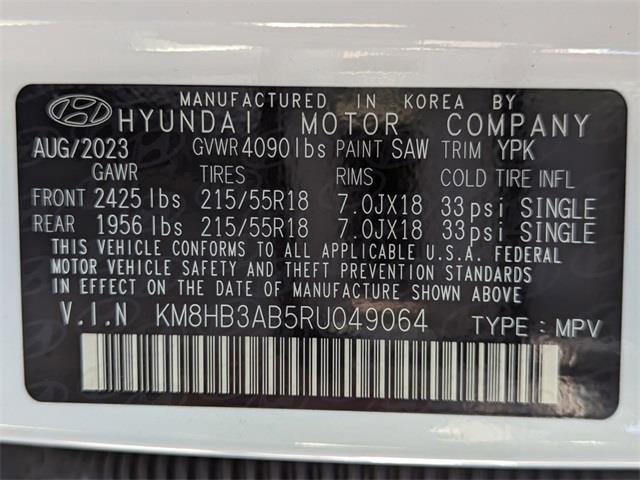 MANUFACTURED IN KOREA BY
HYUNDAI MOTOR COMPANY
AUG/2023 GVWR 4090 lbs PAINT SAW TRIM YPK
GAWR TIRES RIMS COLD TIRE INFL
FRONT 2425 lbs 215/55R18 7.0JX18 33psi SINGLE
REAR 1956 lbs 215/55R18 7.0JX18 33psi SINGLE
THIS VEHICLE CONFORMS TO ALL APPLICABLE U.S.A. FEDERAL
MOTOR VEHICLE SAFETY AND THEFT PREVENTION STANDARDS
IN EFFECT ON THE DATE OF MANUFACTURE SHOWN ABOVE
V.I.N KM8HB3AB5RU049064 TYPE: MPV